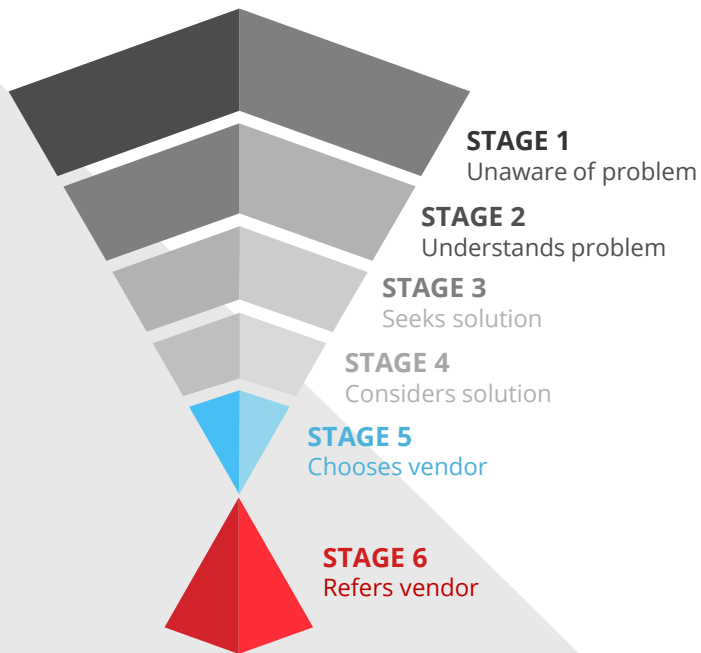 STAGE 1
Unaware of problem
STAGE 2
Understands problem
STAGE 3
Seeks solution
STAGE 4
Considers solution
STAGE 5
Chooses vendor
STAGE 6
Refers vendor